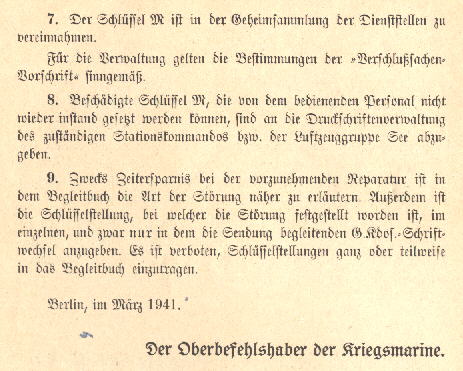 7. Der Schlüssel M ist in der Geheimsammlung der Dienststellen zu
vereinnahmen.
Für die Verwaltung gelten die Bestimmungen der »Verschlußsachen-
Vorschrift« sinngemäß.
8. Beschädigte Schlüssel M, die von dem bedienenden Personal nicht
wieder instand gesetzt werden können, sind an die Druckschriftenverwaltung
des zuständigen Stationskommandos bzw. der Luftzeuggruppe See abzu-
geben.
9. Zwecks Zeitersparnis bei der vorzunehmenden Reparatur ist in
dem Begleitbuch die Art der Störung näher zu erläutern. Außerdem ist
die Schlüsselstellung, bei welcher die Störung festgestellt worden ist, im
einzelnen, und zwar nur in dem die Sendung begleitenden G.Kdos.-Schrift-
wechsel anzugeben. Es ist verboten, Schlüsselstellungen ganz oder teilweise
in das Begleitbuch einzutragen.
Berlin, im März 1941.
Der Oberbefehlshaber der Kriegsmarine.